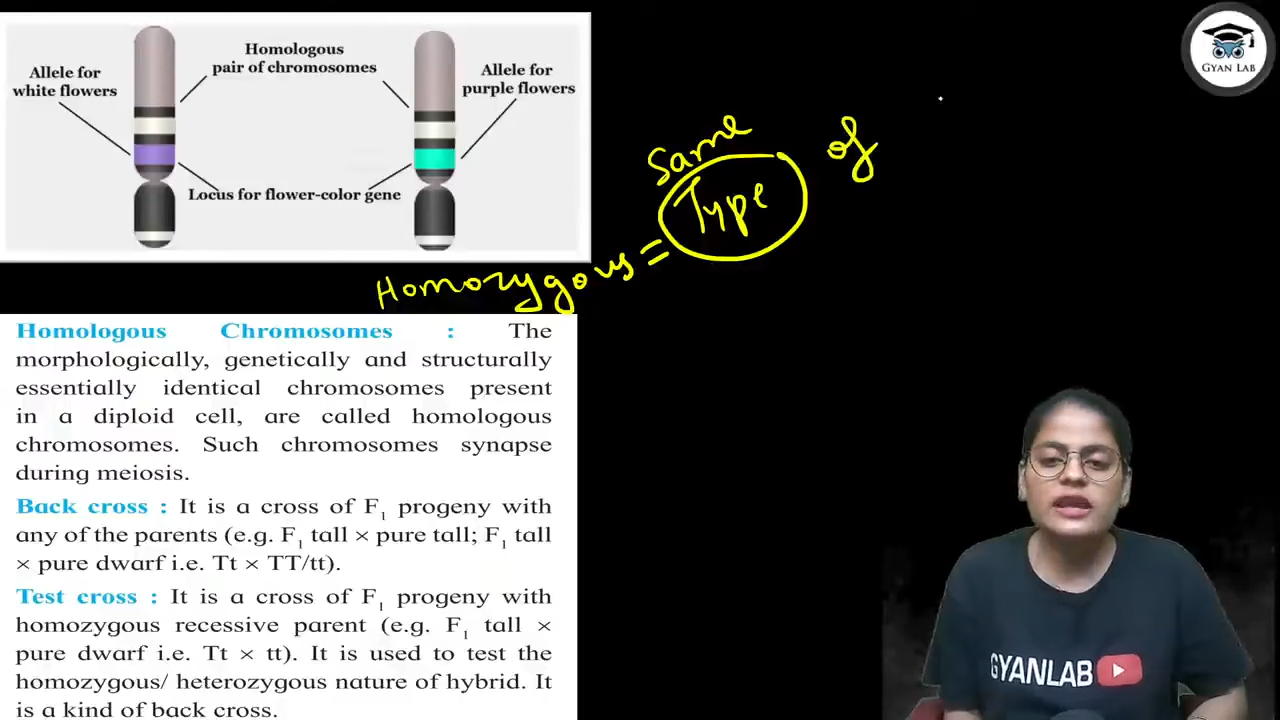 Homologous
pair of chromosomes
Allele for
white flowers
Allele for
purple flowers
Locus for flower-color gene
GYAN LAB
Same
Type of
Homozygous =
Homologous Chromosomes : The
morphologically, genetically and structurally
essentially identical chromosomes present
in a diploid cell, are called homologous
chromosomes. Such chromosomes synapse
during meiosis.
Back cross : It is a cross of F₁ progeny with
any of the parents (e.g. F₁ tall × pure tall; F₁ tall
× pure dwarf i.e. Tt × TT/tt).
Test cross : It is a cross of F₁ progeny with
homozygous recessive parent (e.g. F₁ tall ×
pure dwarf i.e. Tt × tt). It is used to test the
homozygous/ heterozygous nature of hybrid. It
is a kind of back cross.
GYANLAB